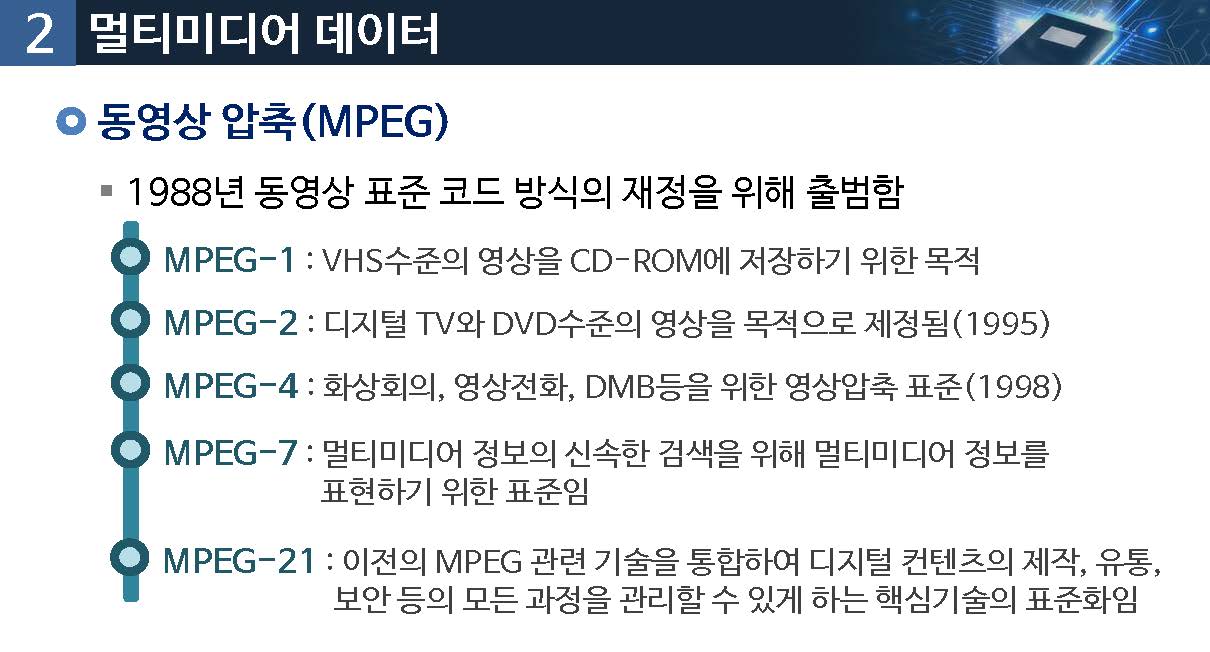 2 멀티미디어 데이터
동영상 압축(MPEG)
1988년 동영상 표준 코드 방식의 재정을 위해 출범함
MPEG-1 : VHS수준의 영상을 CD-ROM에 저장하기 위한 목적
MPEG-2 : 디지털 TV와 DVD수준의 영상을 목적으로 제정됨(1995)
MPEG-4 : 화상회의, 영상전화, DMB등을 위한 영상압축 표준(1998)
MPEG-7 : 멀티미디어 정보의 신속한 검색을 위해 멀티미디어 정보를
표현하기 위한 표준임
MPEG-21 : 이전의 MPEG 관련 기술을 통합하여 디지털 컨텐츠의 제작, 유통,
보안 등의 모든 과정을 관리할 수 있게 하는 핵심기술의 표준화임